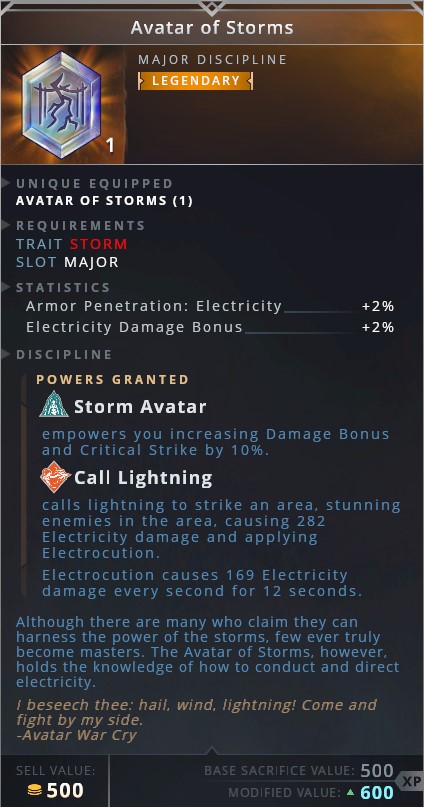 Avatar of Storms
MAJOR DISCIPLINE
LEGENDARY
1
UNIQUE EQUIPPED
AVATAR OF STORMS (1)
REQUIREMENTS
TRAIT STORM
SLOT MAJOR
STATISTICS
Armor Penetration: Electricity +2%
Electricity Damage Bonus +2%
DISCIPLINE
POWERS GRANTED
Storm Avatar
empowers you increasing Damage Bonus
and Critical Strike by 10%.
Call Lightning
calls lightning to strike an area, stunning
enemies in the area, causing 282
Electricity damage and applying
Electrocution.
Electrocution causes 169 Electricity
damage every second for 12 seconds.
Although there are many who claim they can
harness the power of the storms, few ever truly
become masters. The Avatar of Storms, however,
holds the knowledge of how to conduct and direct
electricity.
I beseech thee: hail, wind, lightning! Come and
fight by my side.
-Avatar War Cry
SELL VALUE:
500
BASE SACRIFICE VALUE: 500
MODIFIED VALUE: 600
XP